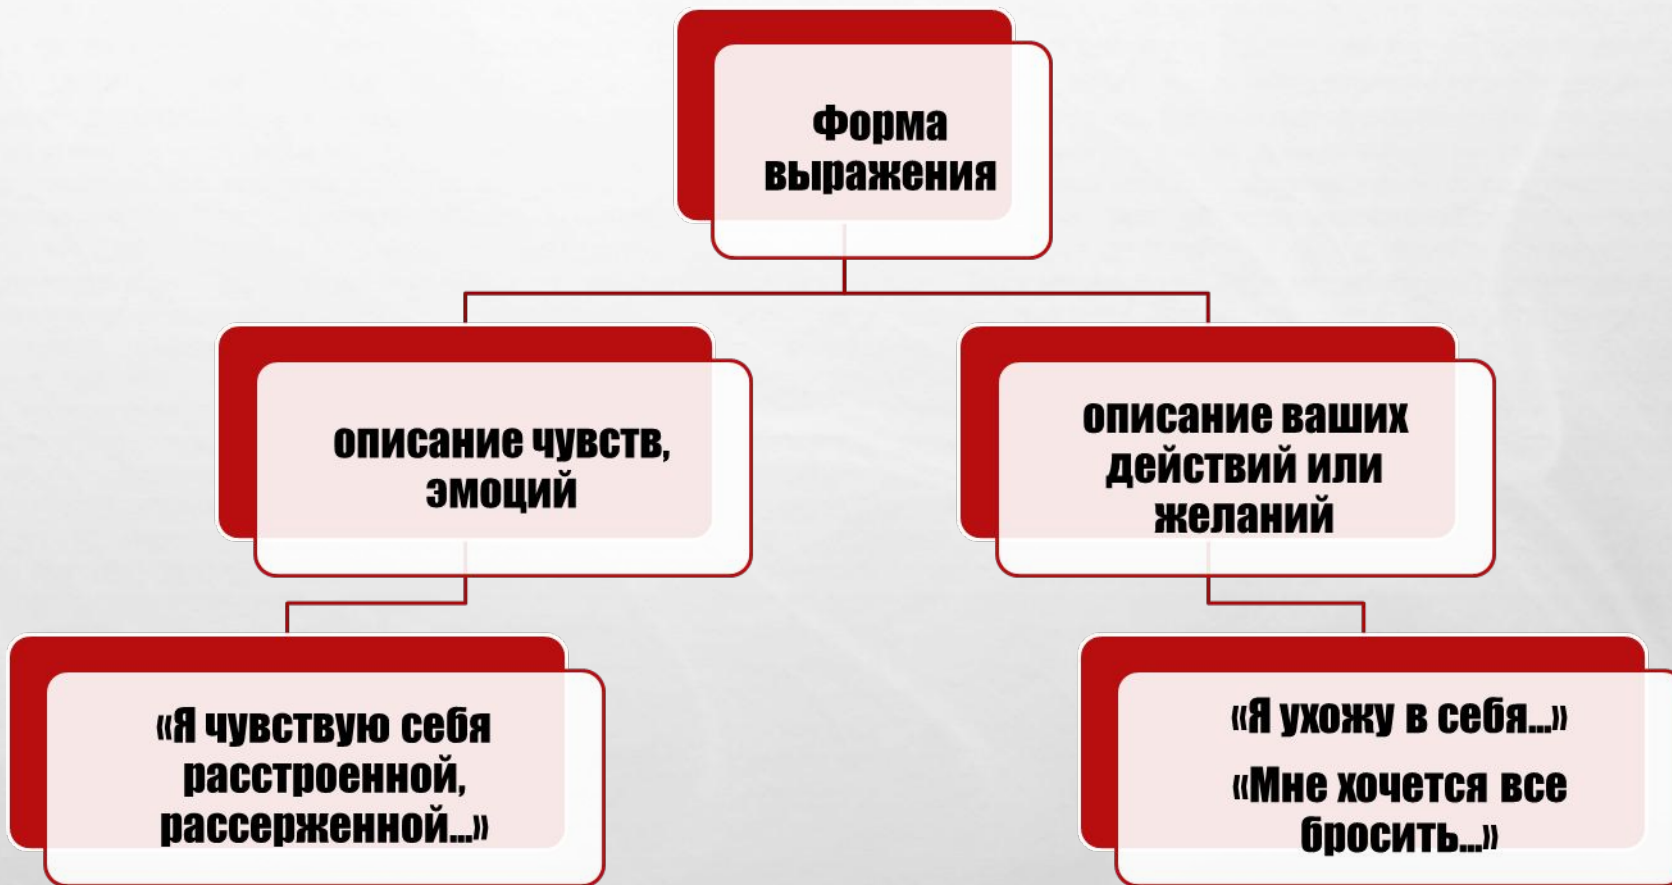 Форма
выражения
описание чувств,
эмоций
описание ваших
действий или
желаний
«Я чувствую себя
расстроенной,
рассерженной...»
«Я ухожу в себя...»
«Мне хочется все
бросить...»